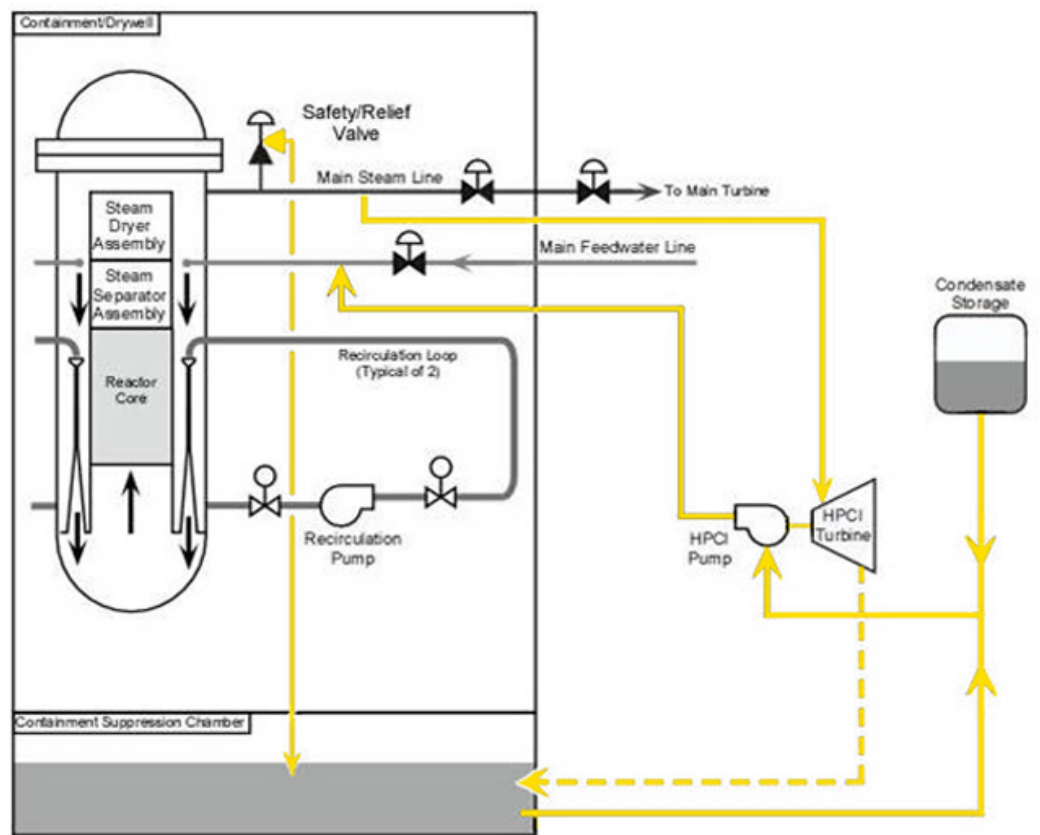 Containment/Drywell
Safety/Relief
Valve
Main Steam Line
To Main Turbine
Steam
Dryer
Assembly
Main Feedwater Line
Steam
Separator
Assembly
Condensate
Storage
Recirculation Loop
(Typical of 2)
Reactor
Core
HPCI
Turbine
HPCI
Pump
Recirculation
Pump
Containment Suppression Chamber